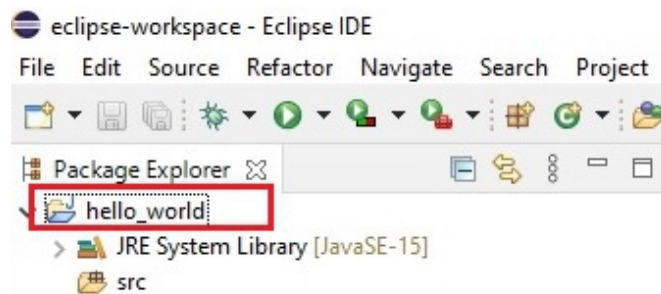 eclipse-workspace - Eclipse IDE
File Edit Source Refactor Navigate Search Project
Package Explorer
hello_world
JRE System Library [JavaSE-15]
src